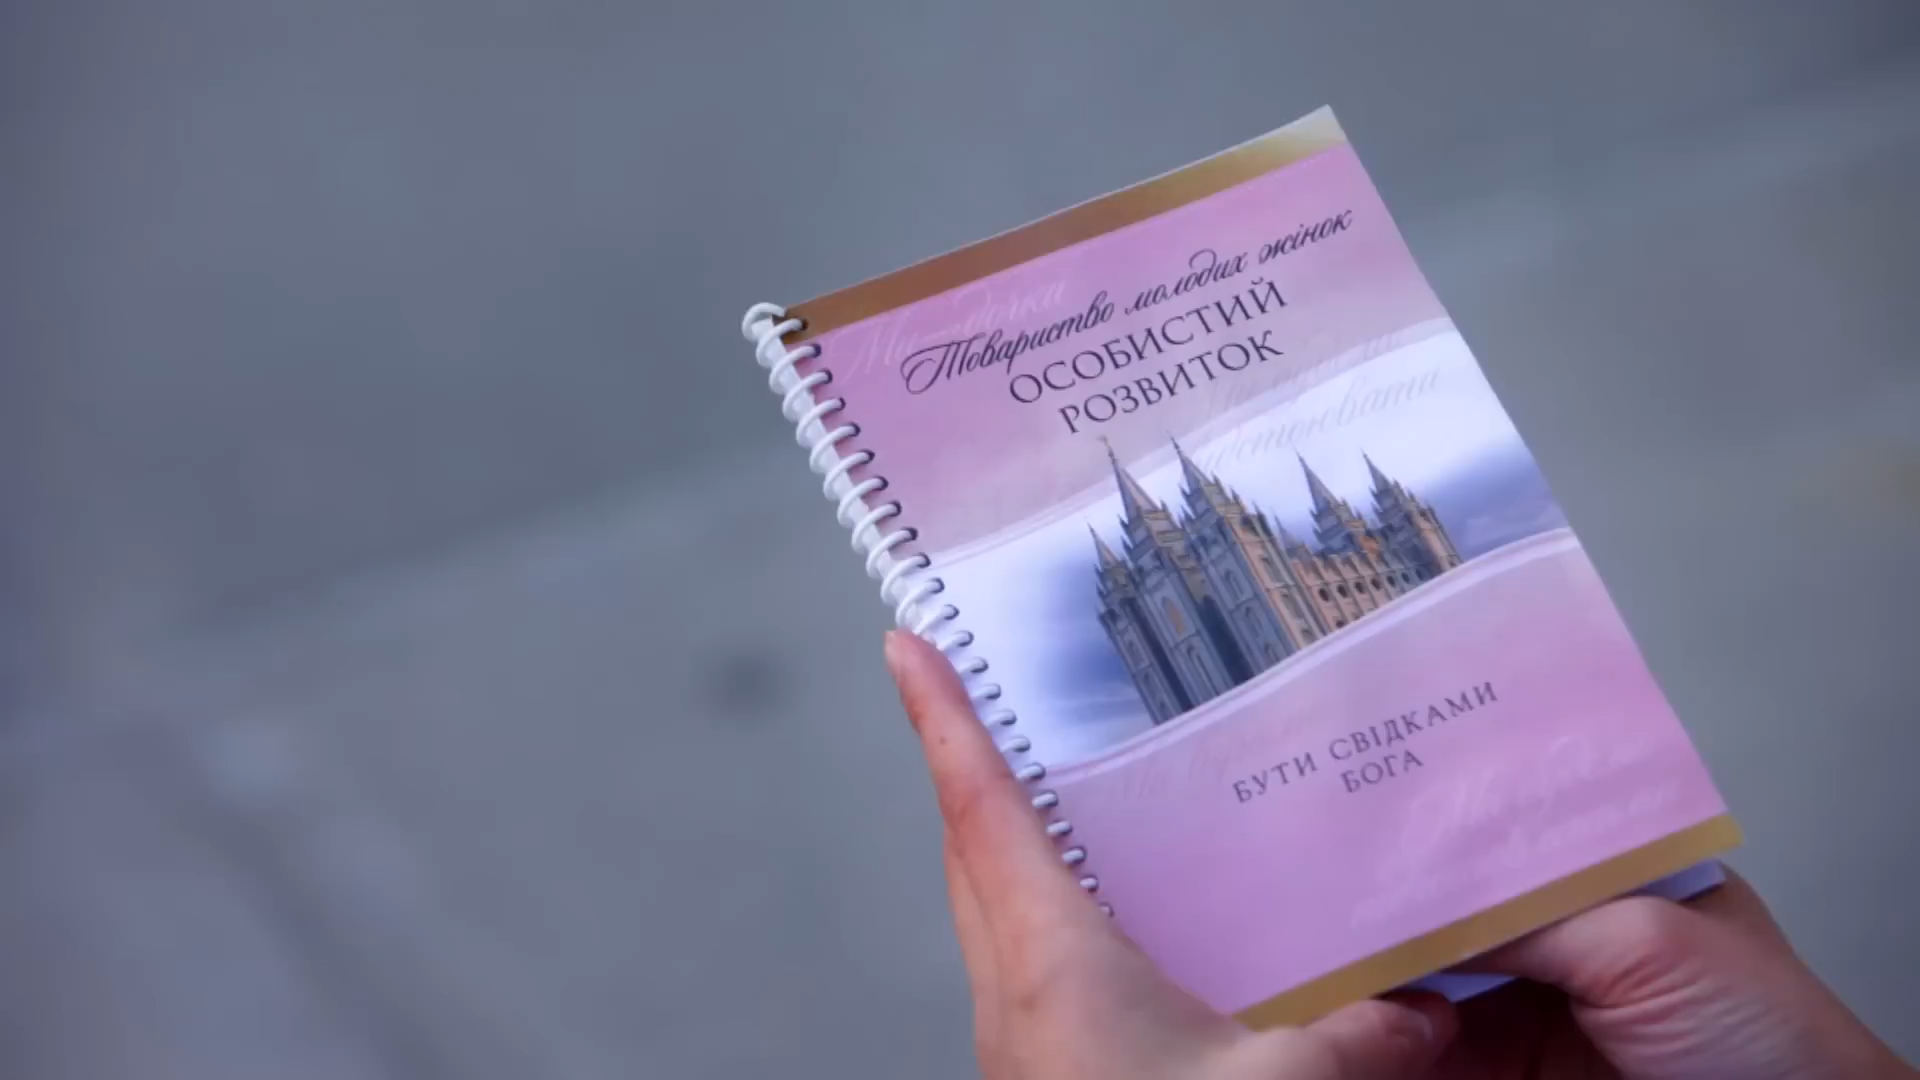 Товариство молодих жінок
ОСОБИСТИЙ
РОЗВИТОК
БУТИ СВІДКАМИ
БОГА